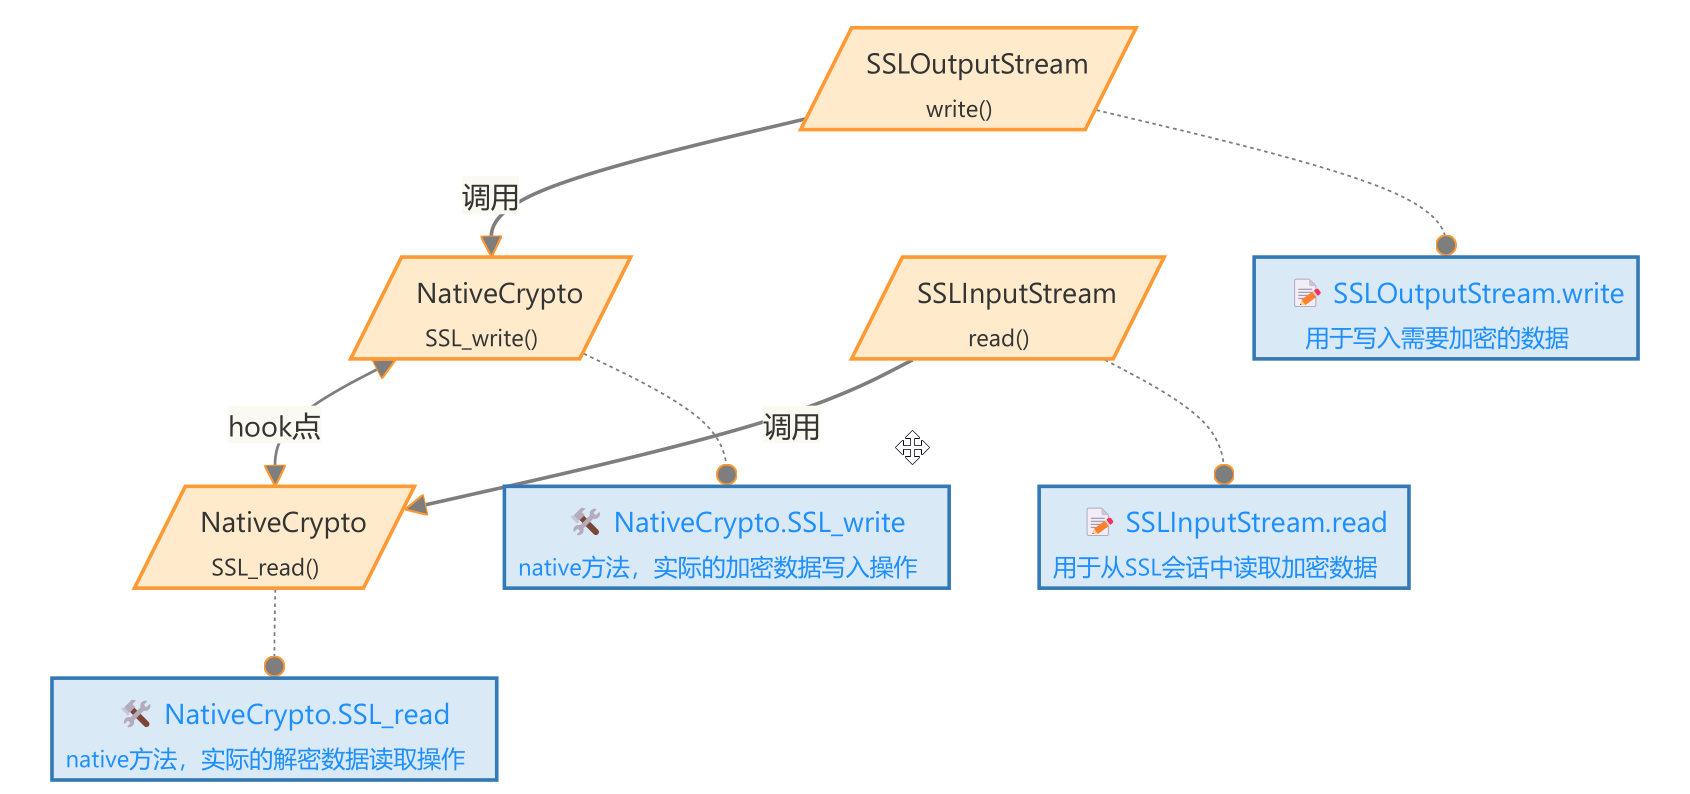 SSLOutputStream
write()
调用
NativeCrypto
SSL_write()
SSLInputStream
read()
📝 SSLOutputStream.write
用于写入需要加密的数据
hook点
调用
NativeCrypto
SSL_read()
🛠 NativeCrypto.SSL_write
native方法，实际的加密数据写入操作
📝 SSLInputStream.read
用于从SSL会话中读取加密数据
🛠 NativeCrypto.SSL_read
native方法，实际的解密数据读取操作